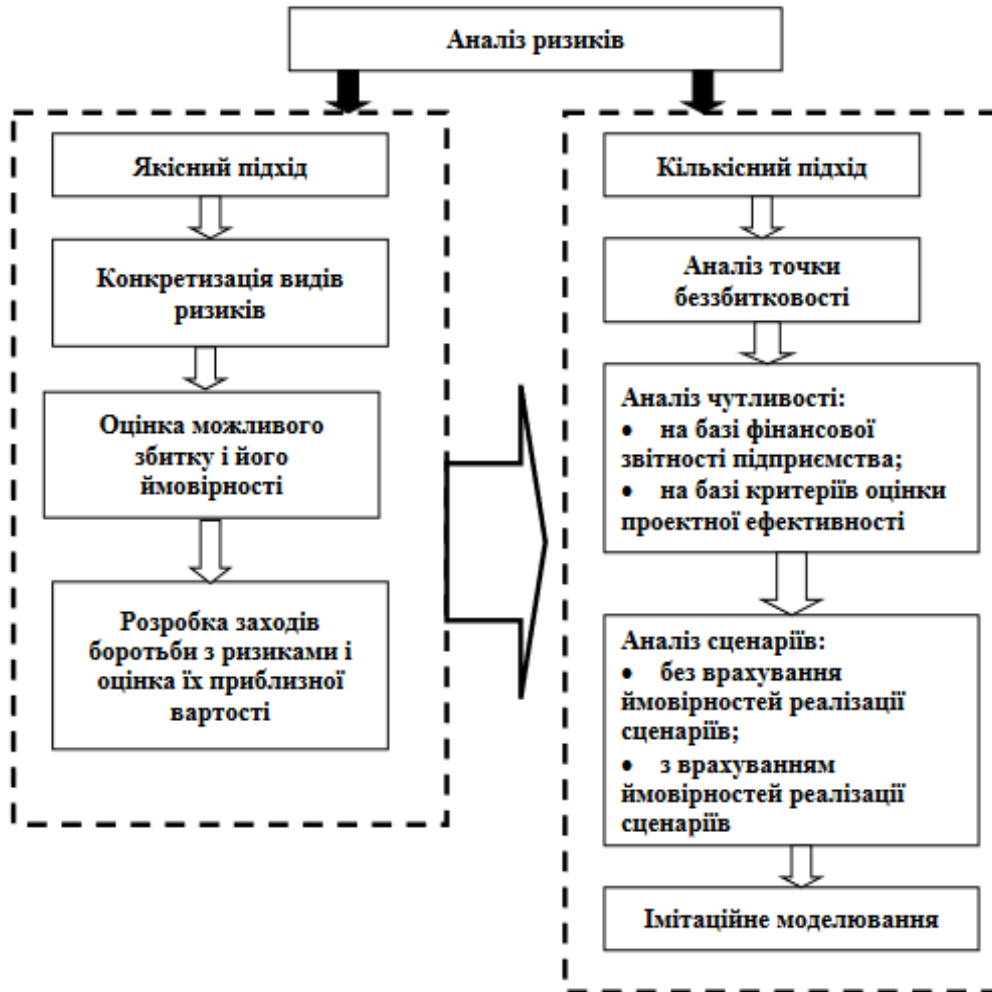 Аналіз ризиків
Якісний підхід
Конкретизація видів
ризиків
Оцінка можливого
збитку і його
ймовірності
Розробка заходів
боротьби з ризиками і
оцінка їх приблизної
вартості
Кількісний підхід
Аналіз точки
беззбитковості
Аналіз чутливості:
• на базі фінансової
звітності підприємства;
• на базі критеріїв оцінки
проектної ефективності
Аналіз сценаріїв:
• без врахування
ймовірностей реалізації
сценаріїв;
• з врахуванням
ймовірностей реалізації
сценаріїв
Імітаційне моделювання